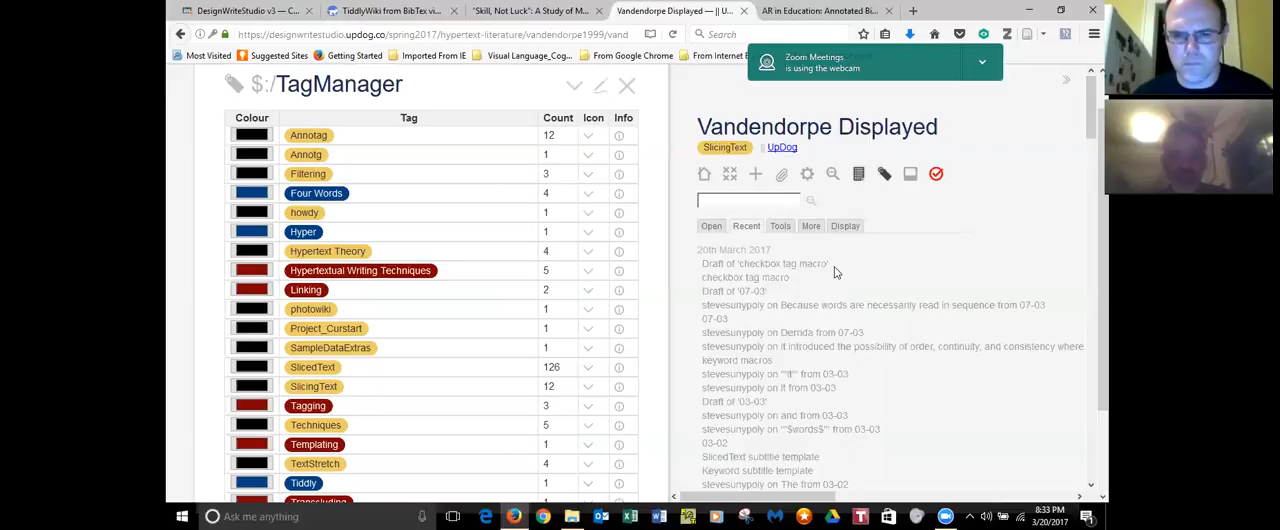 DesignWriteStudio v3 — C...
TiddlyWiki from BibTex vi...
"Skill, Not Luck": A Study of M...
Vandendorpe Displayed — || U...
AR in Education: Annotated Bi...
https://designwritestudio.updog.co/spring2017/hypertext-literature/vandendorpe1999/vand
Search
Most Visited
Suggested Sites
Getting Started
Imported From IE
Visual Language_Cog...
From Google Chrome
From Internet E
Zoom Meetings
is using the webcam
$:/TagManager
Colour Tag Count Icon Info
Annotag 12
Annotg 1
Filtering 3
Four Words 4
howdy 1
Hyper 1
Hypertext Theory 4
Hypertextual Writing Techniques 5
Linking 2
photowiki 1
Project_Curstart 1
SampleDataExtras 1
SlicedText 126
SlicingText 12
Tagging 3
Techniques 5
Templating 1
TextStretch 4
Tiddly 1
Transcluding
Vandendorpe Displayed
SlicingText || UpDog
Open Recent Tools More Display
20th March 2017
Draft of 'checkbox tag macro'
checkbox tag macro
Draft of '07-03'
stevesunypoly on Because words are necessarily read in sequence from 07-03
07-03
stevesunypoly on Derrida from 07-03
stevesunypoly on It introduced the possibility of order, continuity, and consistency where
keyword macros
stevesunypoly on '"It"' from 03-03
stevesunypoly on It from 03-03
Draft of '03-03'
stevesunypoly on and from 03-03
stevesunypoly on '"$words$"' from 03-03
03-02
SlicedText subtitle template
Keyword subtitle template
stevesunypoly on The from 03-02
Ask me anything
8:33 PM
3/20/2017